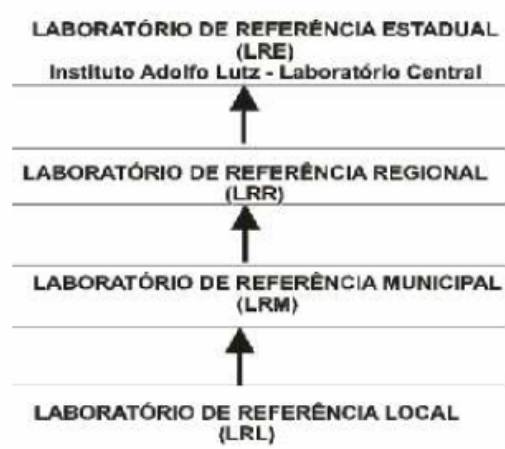 LABORATÓRIO DE REFERÊNCIA ESTADUAL
(LRE)
Instituto Adolfo Lutz - Laboratório Central
LABORATÓRIO DE REFERÊNCIA REGIONAL
(LRR)
LABORATÓRIO DE REFERÊNCIA MUNICIPAL
(LRM)
LABORATÓRIO DE REFERÊNCIA LOCAL
(LRL)